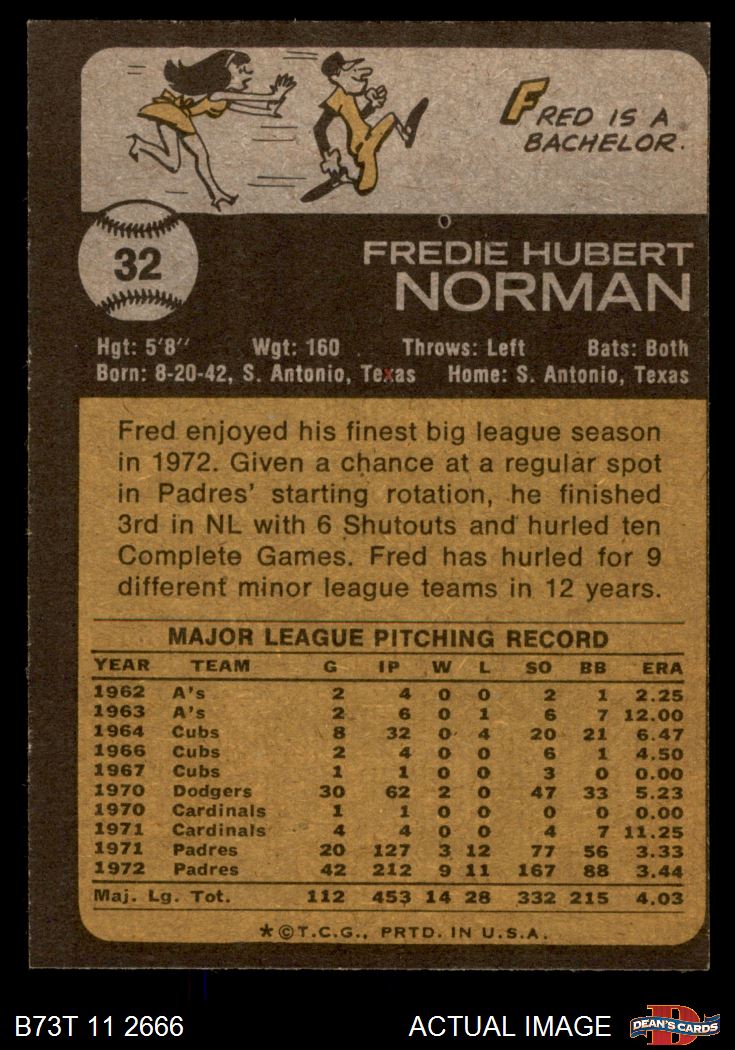 FRED IS A
BACHELOR.
32
FREDIE HUBERT
NORMAN
Hgt: 5'8" Wgt: 160 Throws: Left Bats: Both
Born: 8-20-42, S. Antonio, Texas Home: S. Antonio, Texas
Fred enjoyed his finest big league season
in 1972. Given a chance at a regular spot
in Padres' starting rotation, he finished
3rd in NL with 6 Shutouts and hurled ten
Complete Games. Fred has hurled for 9
different minor league teams in 12 years.
MAJOR LEAGUE PITCHING RECORD
YEAR TEAM G IP W L SO BB ERA
1962 A's 2 4 0 0 2 1 2.25
1963 A's 2 6 0 1 6 7 12.00
1964 Cubs 8 32 0 4 20 21 6.47
1966 Cubs 2 4 0 0 6 1 4.50
1967 Cubs 1 1 0 0 3 0 0.00
1970 Dodgers 30 62 2 0 47 33 5.23
1970 Cardinals 1 1 0 0 0 0 0.00
1971 Cardinals 4 4 0 0 4 7 11.25
1971 Padres 20 127 3 12 77 56 3.33
1972 Padres 42 212 9 11 167 88 3.44
Maj. Lg. Tot. 112 453 14 28 332 215 4.03
*©T.C.G., PRTD. IN U.S.A.
B73T 11 2666 ACTUAL IMAGE DEAN'S CARDS